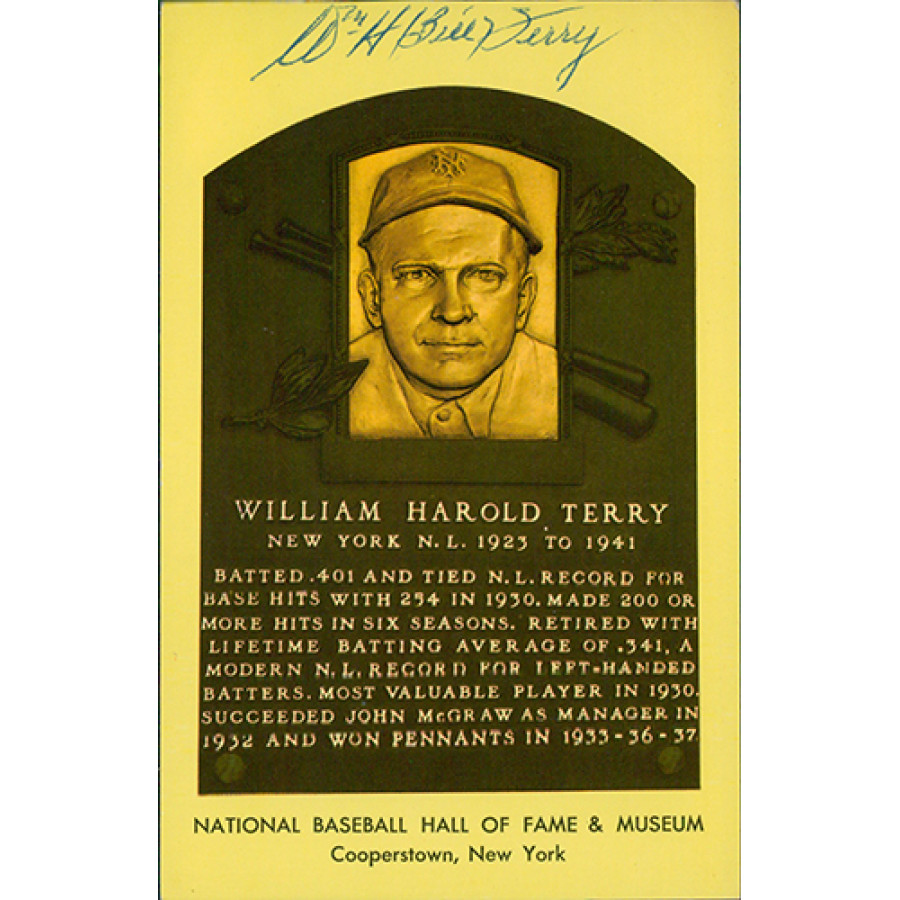 Wm H Bill Terry
NY
WILLIAM HAROLD TERRY
NEW YORK N.L. 1923 TO 1941
BATTED .401 AND TIED N.L. RECORD FOR
BASE HITS WITH 254 IN 1930. MADE 200 OR
MORE HITS IN SIX SEASONS. RETIRED WITH
LIFETIME BATTING AVERAGE OF .341, A
MODERN N.L. RECORD FOR LEFT-HANDED
BATTERS. MOST VALUABLE PLAYER IN 1930.
SUCCEEDED JOHN McGRAW AS MANAGER IN
1932 AND WON PENNANTS IN 1933-36-37.
NATIONAL BASEBALL HALL OF FAME & MUSEUM
Cooperstown, New York